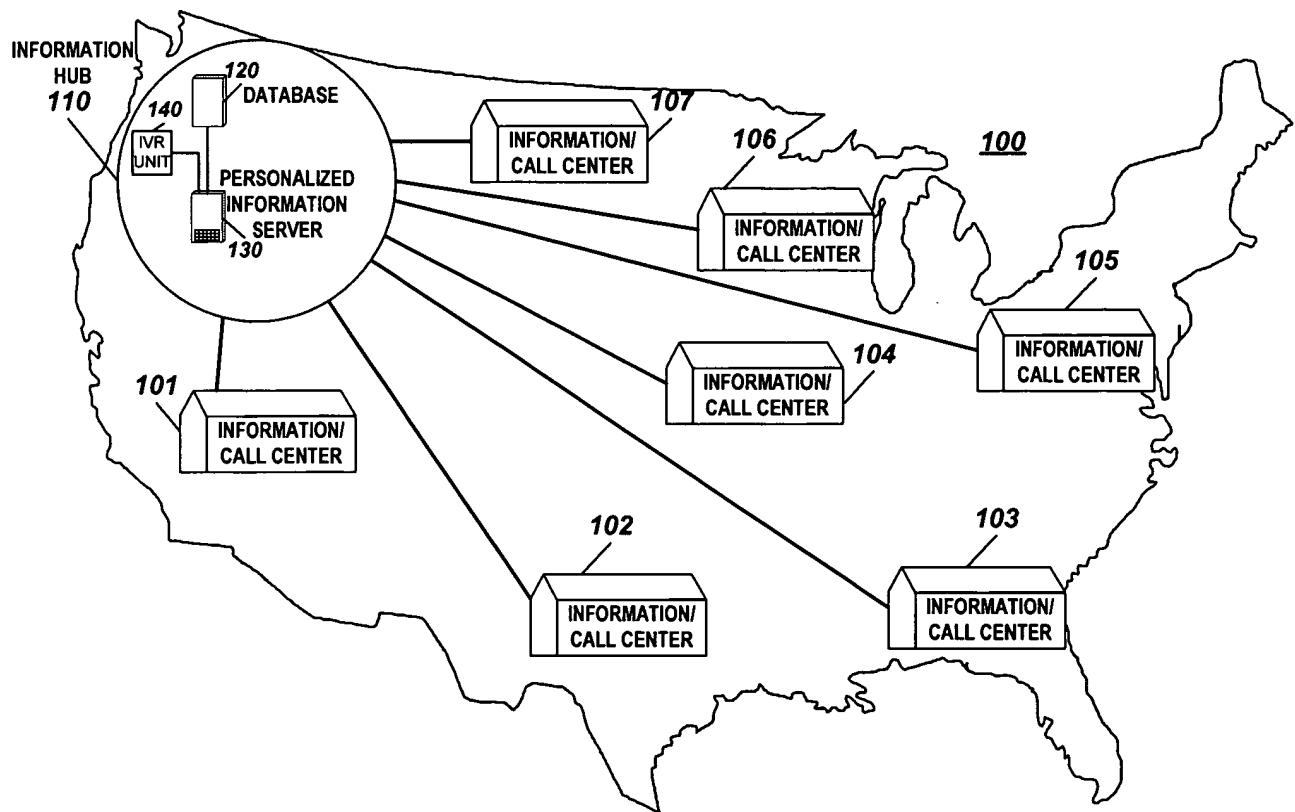 INFORMATION
HUB
110
120
DATABASE
140
IVR
UNIT
PERSONALIZED
INFORMATION
SERVER
130
107
INFORMATION/
CALL CENTER
106
INFORMATION/
CALL CENTER
100
105
INFORMATION/
CALL CENTER
104
INFORMATION/
CALL CENTER
101
INFORMATION/
CALL CENTER
102
INFORMATION/
CALL CENTER
103
INFORMATION/
CALL CENTER